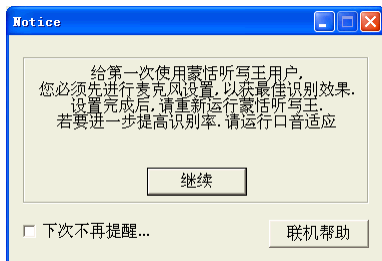 Notice
给第一次使用蒙恬听写王用户,
您必须先进行麦克风设置,以获最佳识别效果.
设置完成后,请重新运行蒙恬听写王.
若要进一步提高识别率.请运行口音适应
继续
下次不再提醒...
联机帮助